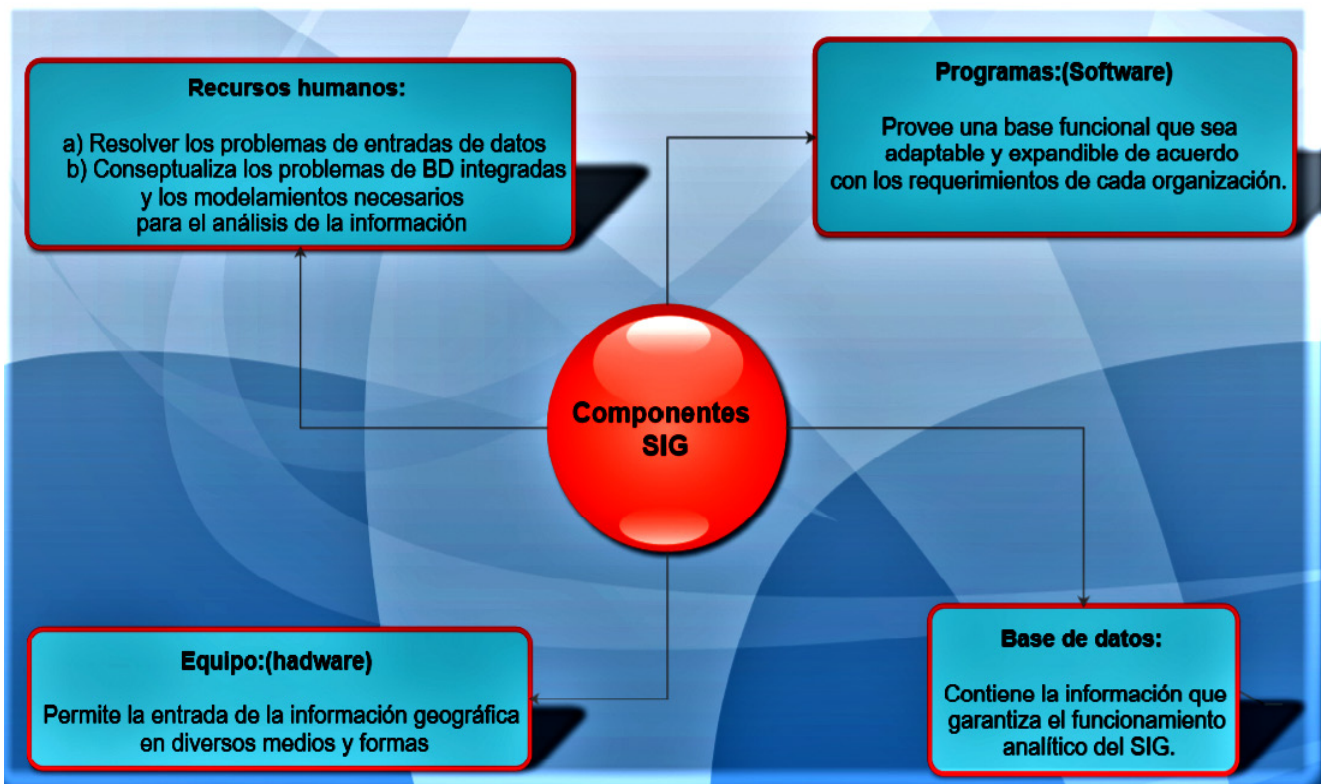 Recursos humanos:
a) Resolver los problemas de entradas de datos
b) Conseptualiza los problemas de BD integradas
y los modelamientos necesarios
para el análisis de la información
Programas:(Software)
Provee una base funcional que sea
adaptable y expandible de acuerdo
con los requerimientos de cada organización.
Componentes
SIG
Equipo:(hadware)
Permite la entrada de la información geográfica
en diversos medios y formas
Base de datos:
Contiene la información que
garantiza el funcionamiento
analítico del SIG.